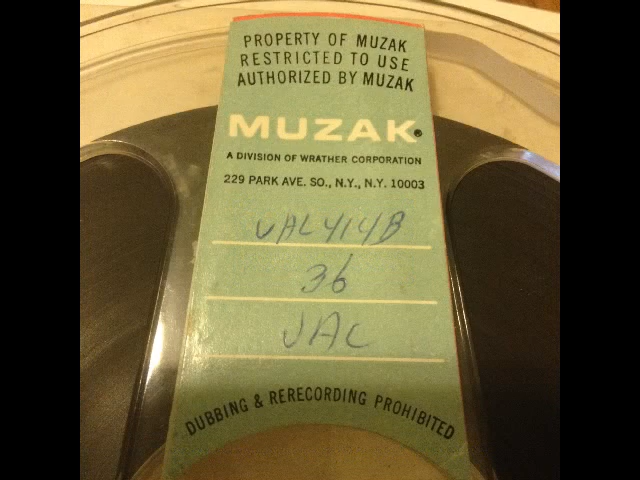 PROPERTY OF MUZAK
RESTRICTED TO USE
AUTHORIZED BY MUZAK
MUZAK®
A DIVISION OF WRATHER CORPORATION
229 PARK AVE. SO., N.Y., N.Y. 10003
VAL414B
36
JAC
DUBBING & RERECORDING PROHIBITED